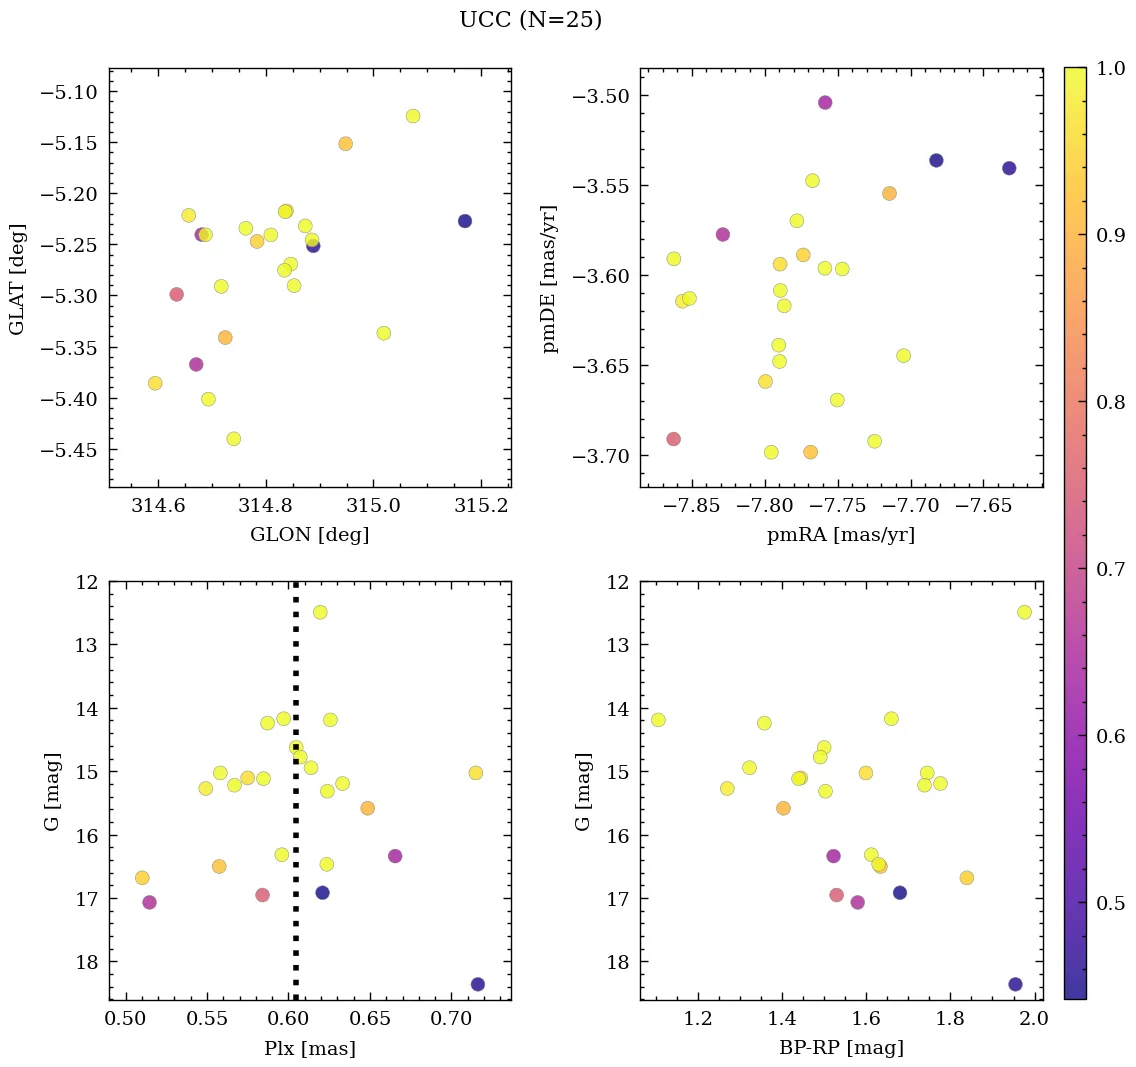 UCC (N=25)
−5.10
−5.15
−5.20
−5.25
−5.30
−5.35
−5.40
−5.45
GLAT [deg]
314.6 314.8 315.0 315.2
GLON [deg]
−3.50
−3.55
−3.60
−3.65
−3.70
pmDE [mas/yr]
−7.85 −7.80 −7.75 −7.70 −7.65
pmRA [mas/yr]
12
13
14
15
16
17
18
G [mag]
0.50 0.55 0.60 0.65 0.70
Plx [mas]
12
13
14
15
16
17
18
G [mag]
1.2 1.4 1.6 1.8 2.0
BP-RP [mag]
1.0
0.9
0.8
0.7
0.6
0.5